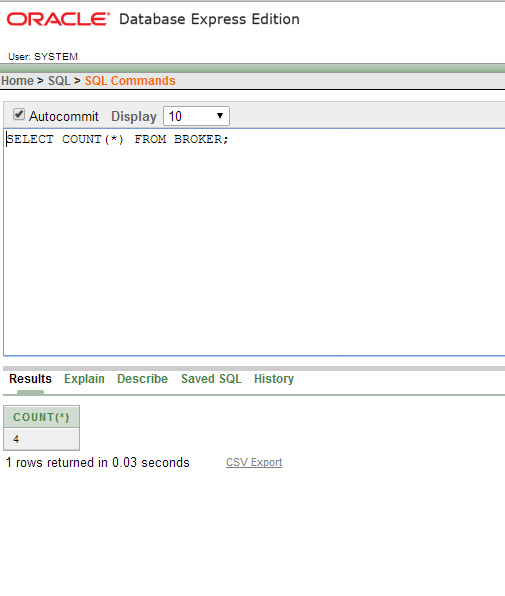 ORACLE® Database Express Edition
User: SYSTEM
Home > SQL > SQL Commands
Autocommit Display 10
SELECT COUNT(*) FROM BROKER;
Results Explain Describe Saved SQL History
COUNT(*)
4
1 rows returned in 0.03 seconds CSV Export